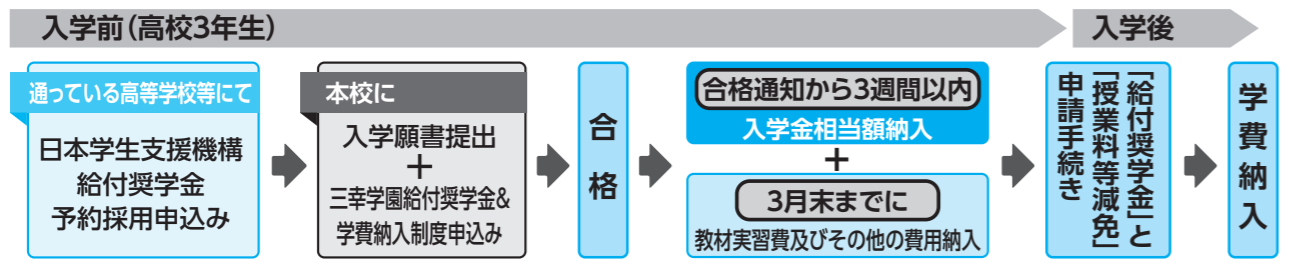 入学前（高校3年生）
入学後
通っている高等学校等にて
日本学生支援機構
給付奨学金
予約採用申込み
本校に
入学願書提出
＋
三幸学園給付奨学金&
学費納入制度申込み
合格
合格通知から3週間以内
入学金相当額納入
＋
3月末までに
教材実習費及びその他の費用納入
「給付奨学金」と
「授業料等減免」
申請手続き
学費納入